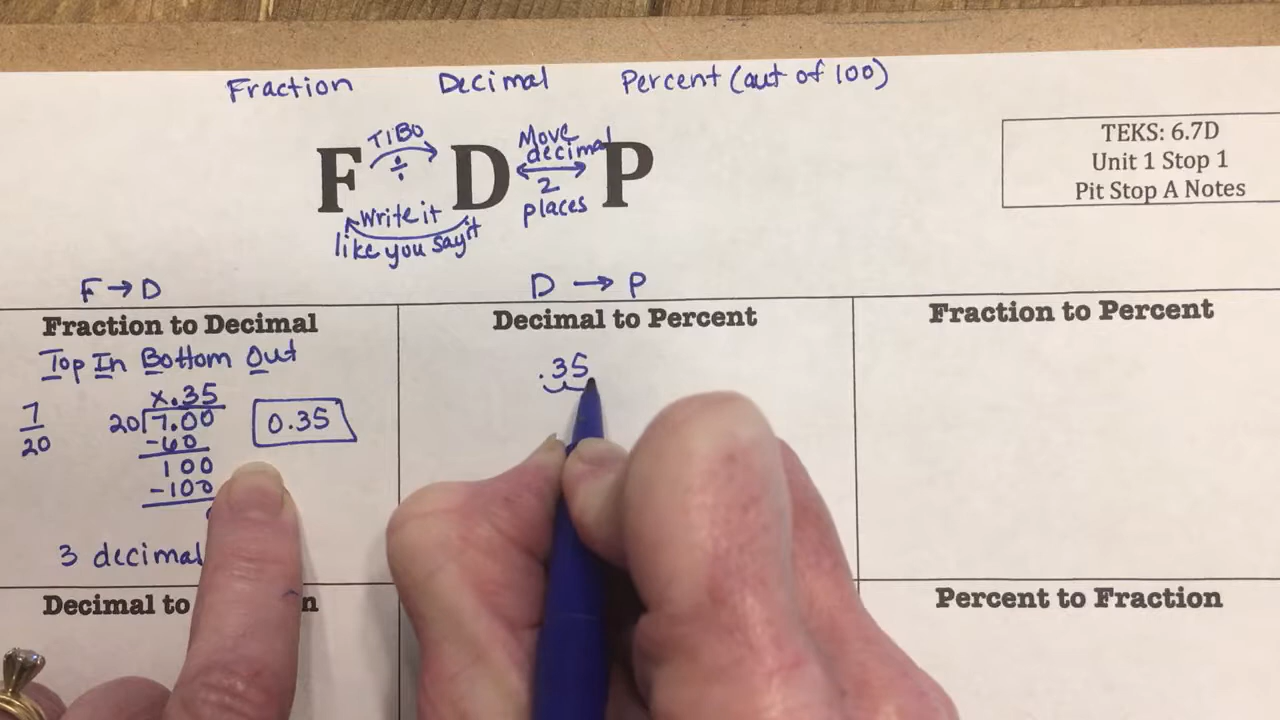 Fraction Decimal Percent (out of 100)
TIBO
÷
Move
decimal
2
places
F D P
Write it
like you say it
TEKS: 6.7D
Unit 1 Stop 1
Pit Stop A Notes
F → D
D → P
Fraction to Decimal
Top In Bottom Out
7
20
x.35
20 7.00
-60
100
-100
0.35
3 decimal
Decimal to Percent
.35
Fraction to Percent
Decimal to
Percent to Fraction